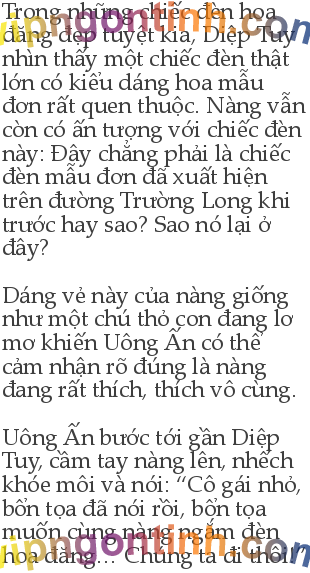 Trong những chiếc đèn hoa
đăng đẹp tuyệt kia, Diệp Tuy
nhìn thấy một chiếc đèn thật
lớn có kiểu dáng hoa mẫu
đơn rất quen thuộc. Nàng vẫn
còn có ấn tượng với chiếc đèn
này: Đây chẳng phải là chiếc
đèn mẫu đơn đã xuất hiện
trên đường Trường Long khi
trước hay sao? Sao nó lại ở
đây?
Dáng vẻ này của nàng giống
như một chú thỏ con đang lơ
mơ khiến Uông Ấn có thể
cảm nhận rõ đúng là nàng
đang rất thích, thích vô cùng.
Uông Ấn bước tới gần Diệp
Tuy, cầm tay nàng lên, nhếch
khóe môi và nói: “Cô gái nhỏ,
bổn tọa đã nói rồi, bổn tọa
muốn cùng nàng ngắm đèn
hoa đăng... Chúng ta đi thôi!”
vipngontinh.com
vipngontinh.com